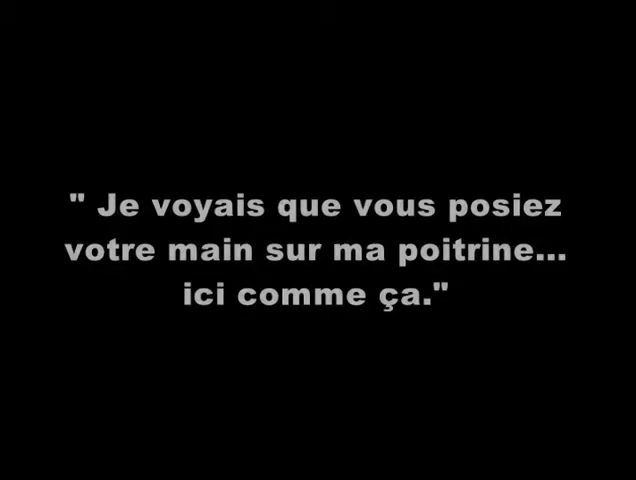 " Je voyais que vous posiez
votre main sur ma poitrine...
ici comme ça."